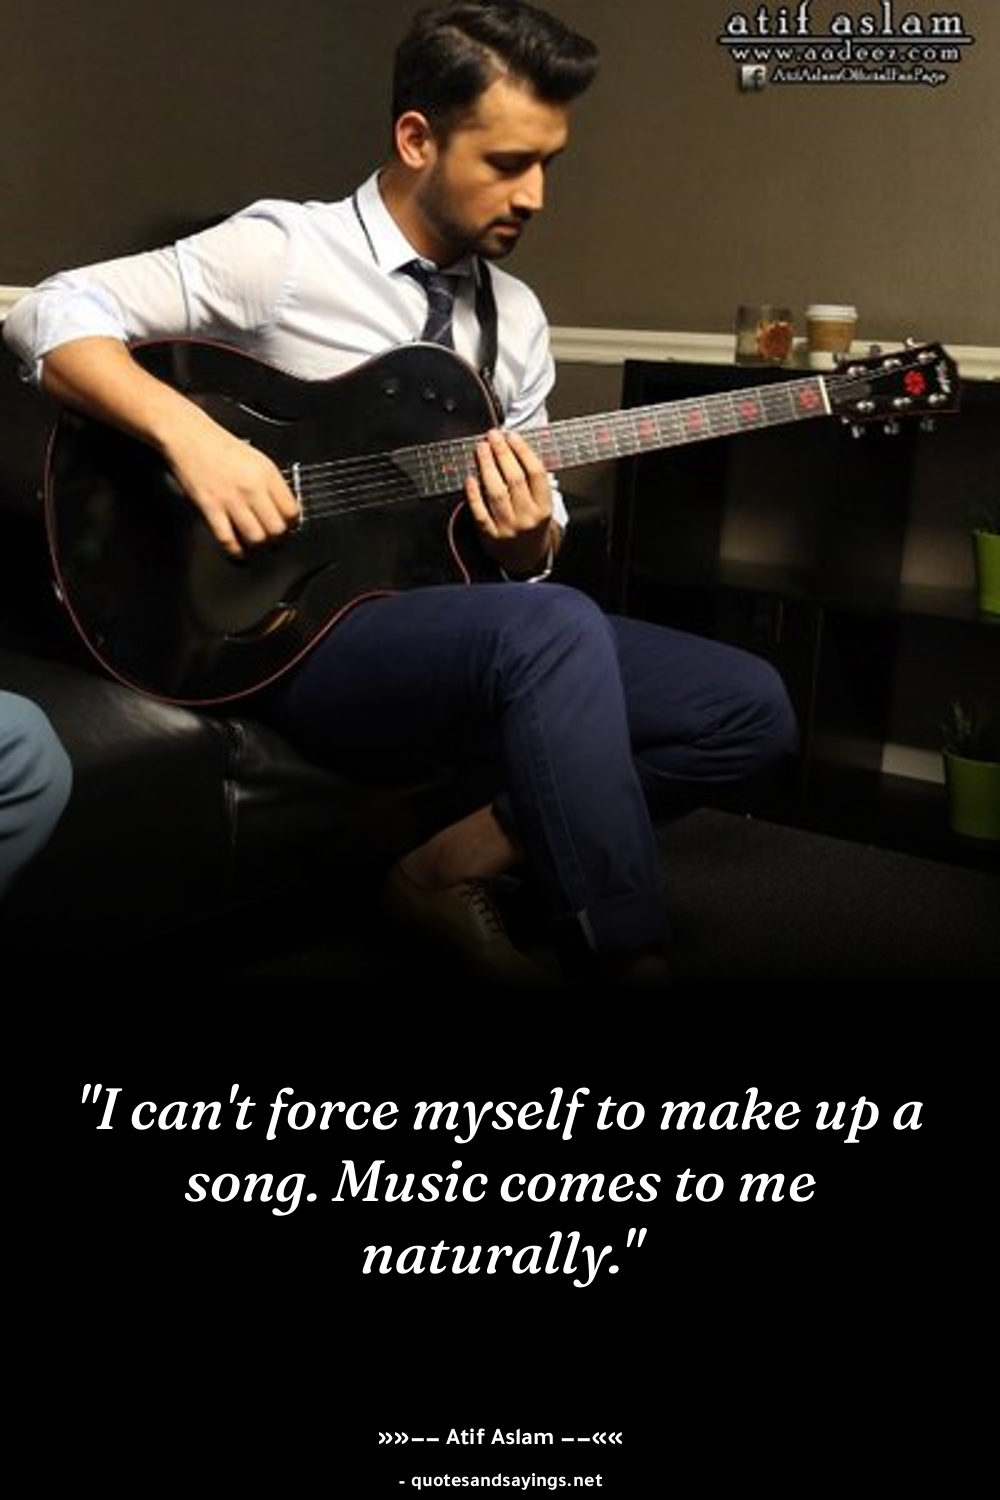 atif aslam
www.aadeez.com
AtifAslamOfficialFanPage
"I can't force myself to make up a
song. Music comes to me
naturally."
»»–– Atif Aslam ––««
- quotesandsayings.net